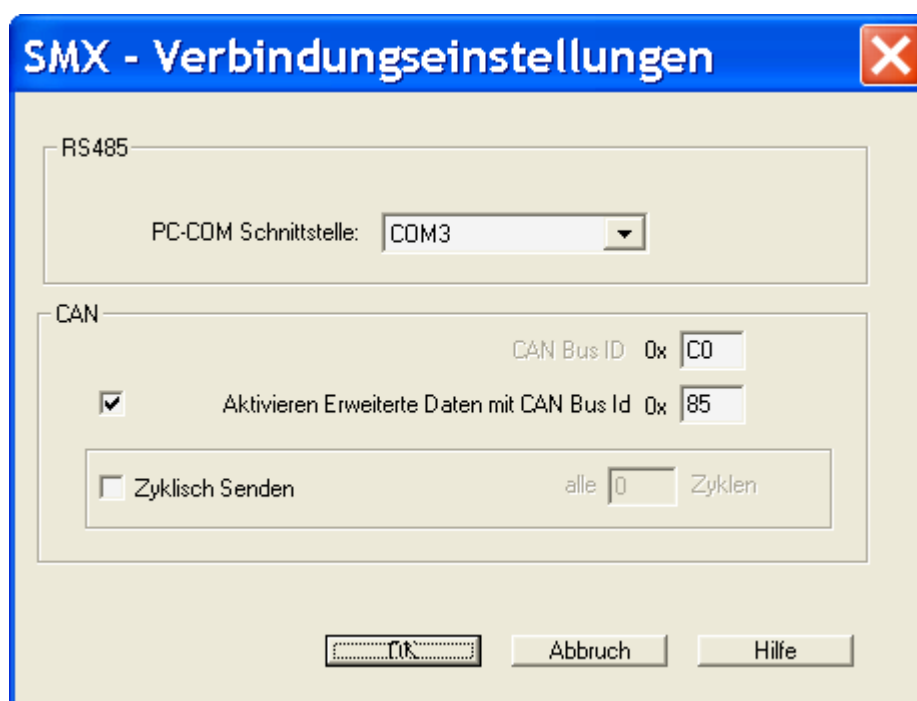 SMX - Verbindungseinstellungen
RS485
PC-COM Schnittstelle: COM3
CAN
CAN Bus ID 0x C0
Aktivieren Erweiterte Daten mit CAN Bus Id 0x 85
Zyklisch Senden alle 0 Zyklen
OK Abbruch Hilfe